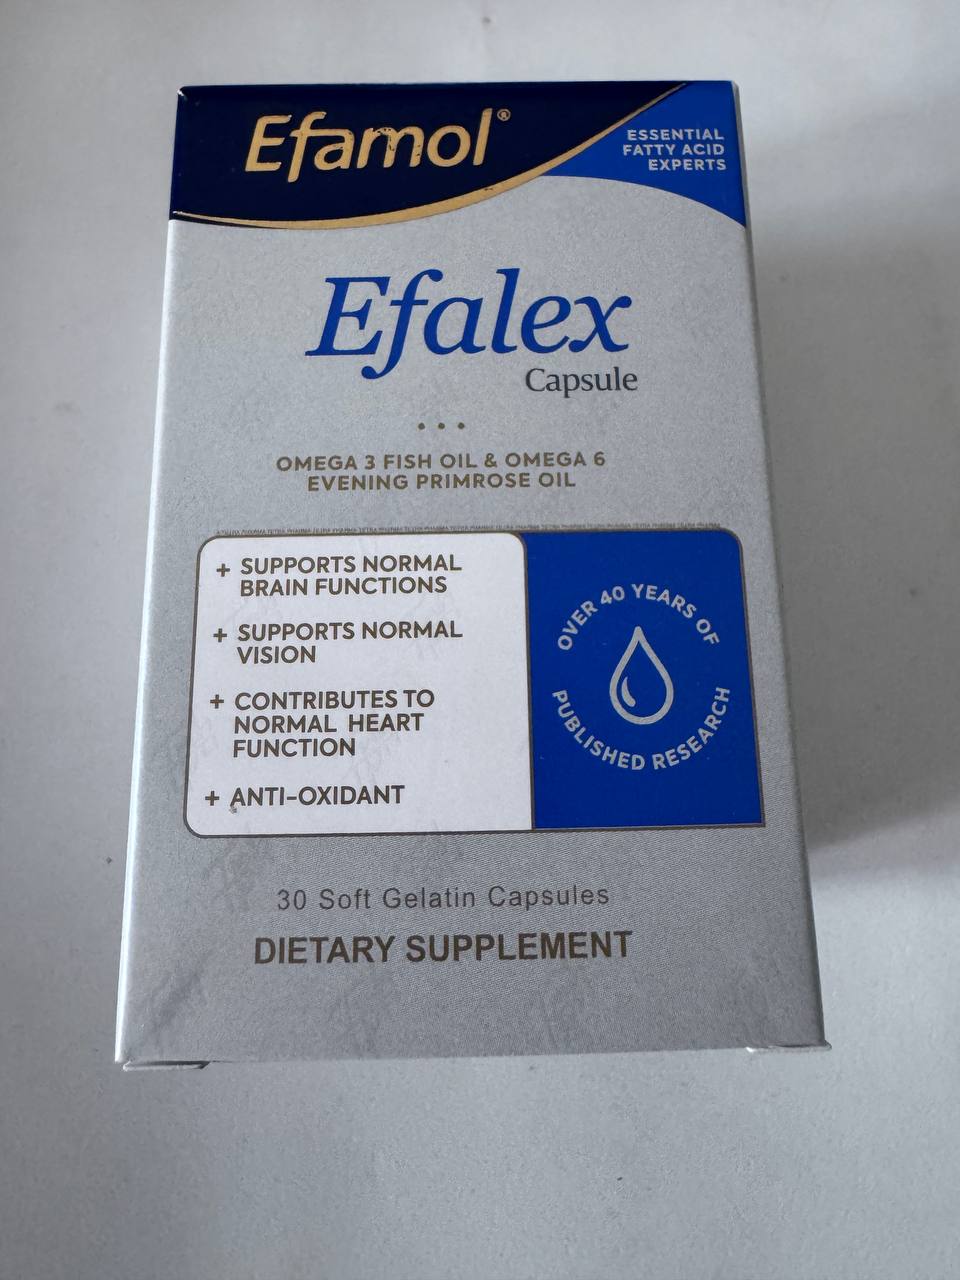 Efamol®
ESSENTIAL
FATTY ACID
EXPERTS
Efalex
Capsule
OMEGA 3 FISH OIL & OMEGA 6
EVENING PRIMROSE OIL
+ SUPPORTS NORMAL
BRAIN FUNCTIONS
+ SUPPORTS NORMAL
VISION
+ CONTRIBUTES TO
NORMAL HEART
FUNCTION
+ ANTI-OXIDANT
OVER 40 YEARS OF
PUBLISHED RESEARCH
30 Soft Gelatin Capsules
DIETARY SUPPLEMENT